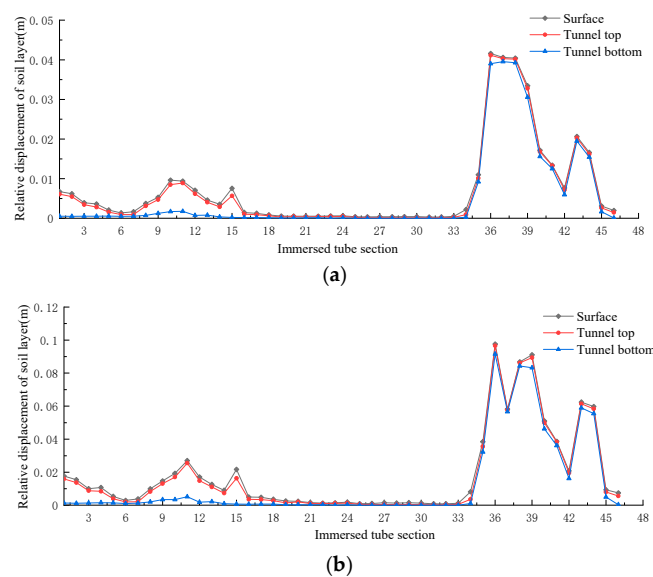 (a)
Relative displacement of soil layer(m)
0.05
0.04
0.03
0.02
0.01
0
Surface
Tunnel top
Tunnel bottom
3 6 9 12 15 18 21 24 27 30 33 36 39 42 45 48
Immersed tube section
(a)
Relative displacement of soil layer(m)
0.12
0.1
0.08
0.06
0.04
0.02
0
Surface
Tunnel top
Tunnel bottom
3 6 9 12 15 18 21 24 27 30 33 36 39 42 45 48
Immersed tube section
(b)